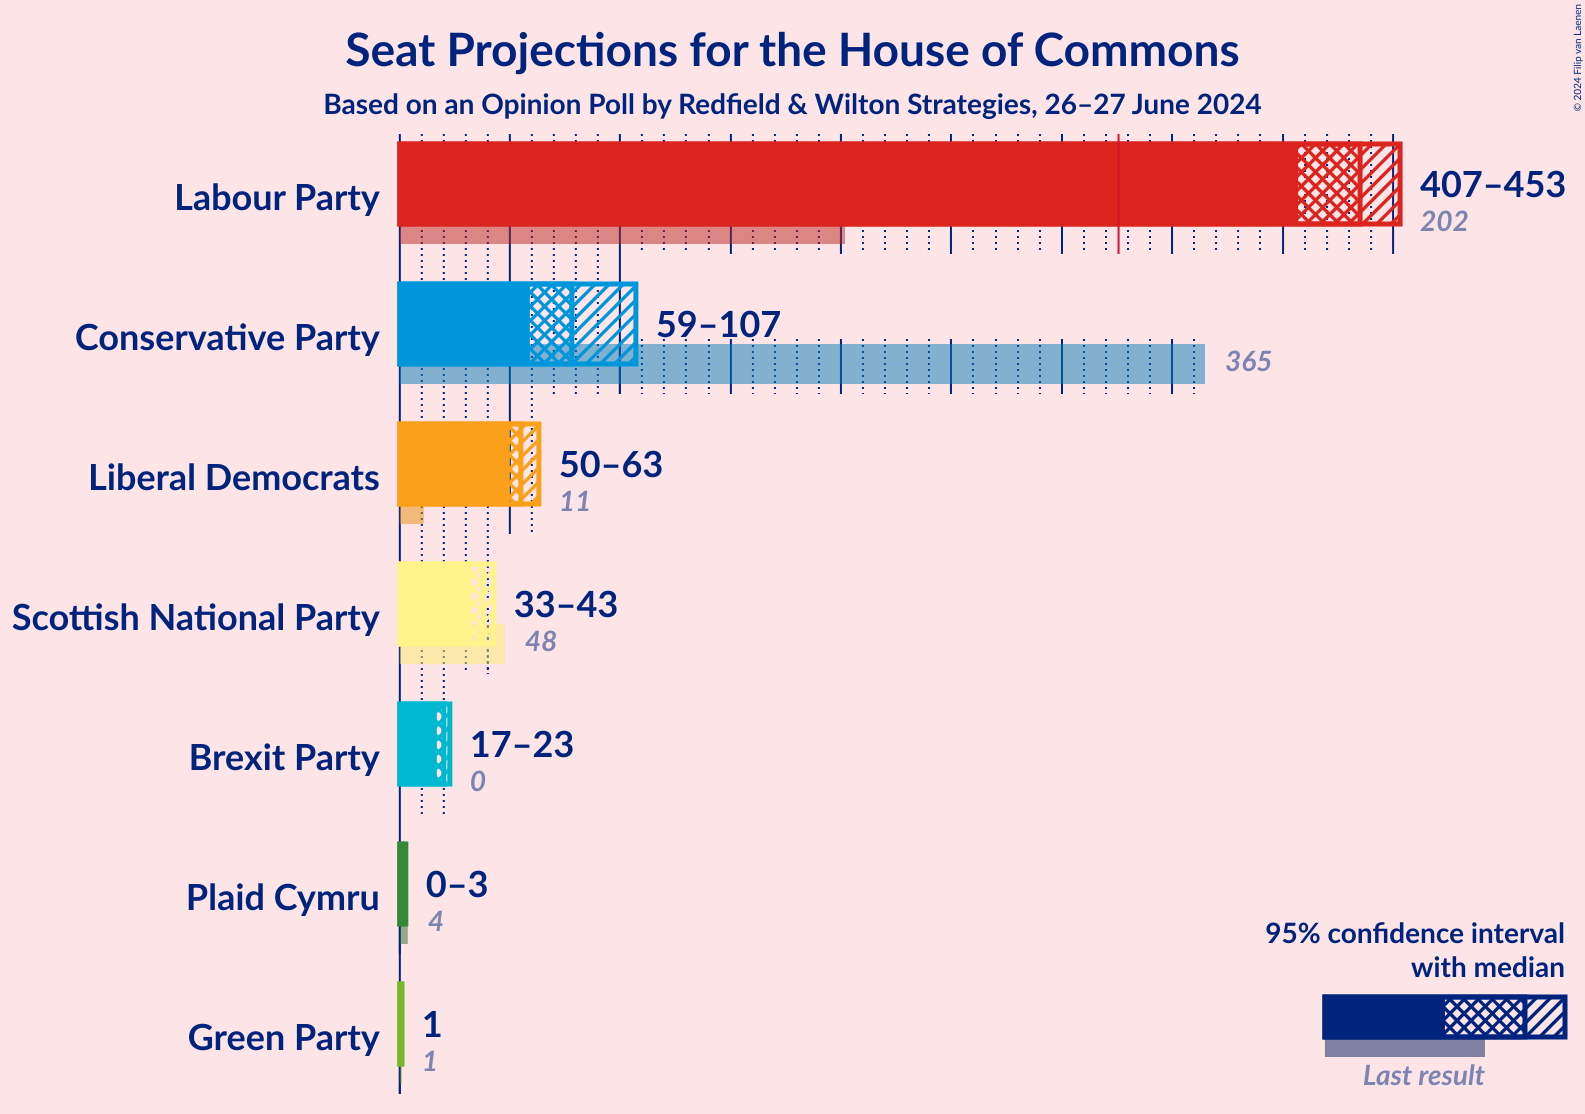 Seat Projections for the House of Commons
Based on an Opinion Poll by Redfield & Wilton Strategies, 26–27 June 2024
© 2024 Filip van Laenen
Labour Party
407–453
202
Conservative Party
59–107
365
Liberal Democrats
50–63
11
Scottish National Party
33–43
48
Brexit Party
17–23
0
Plaid Cymru
0–3
4
Green Party
1
1
95% confidence interval
with median
Last result